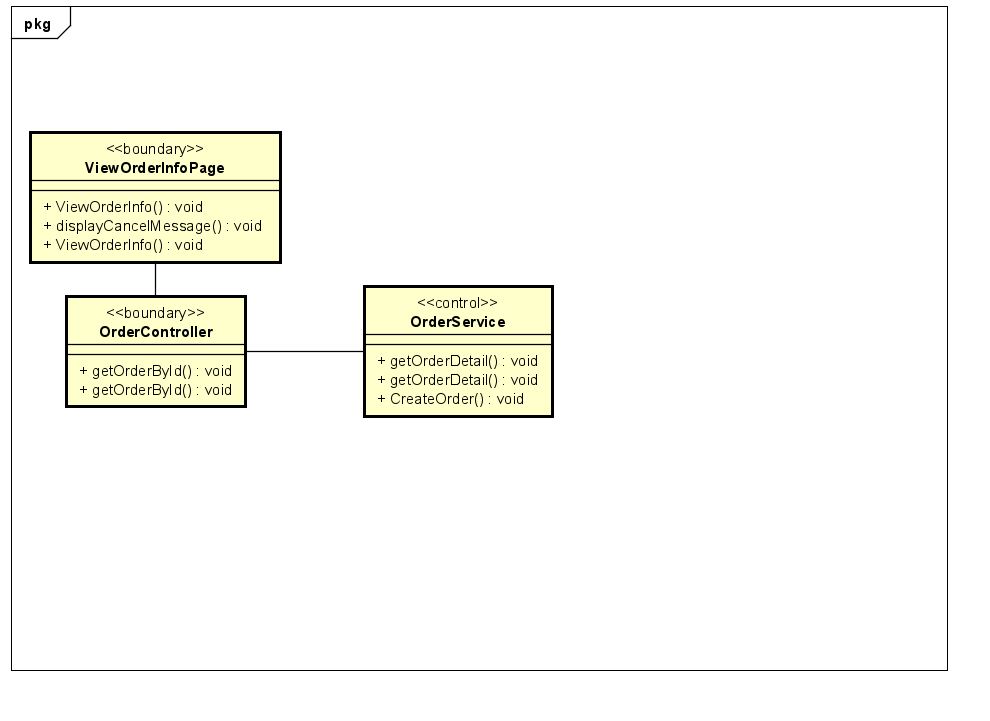 pkg
<<boundary>>
ViewOrderInfoPage
+ ViewOrderInfo() : void
+ displayCancelMessage() : void
+ ViewOrderInfo() : void
<<boundary>>
OrderController
+ getOrderById() : void
+ getOrderById() : void
<<control>>
OrderService
+ getOrderDetail() : void
+ getOrderDetail() : void
+ CreateOrder() : void